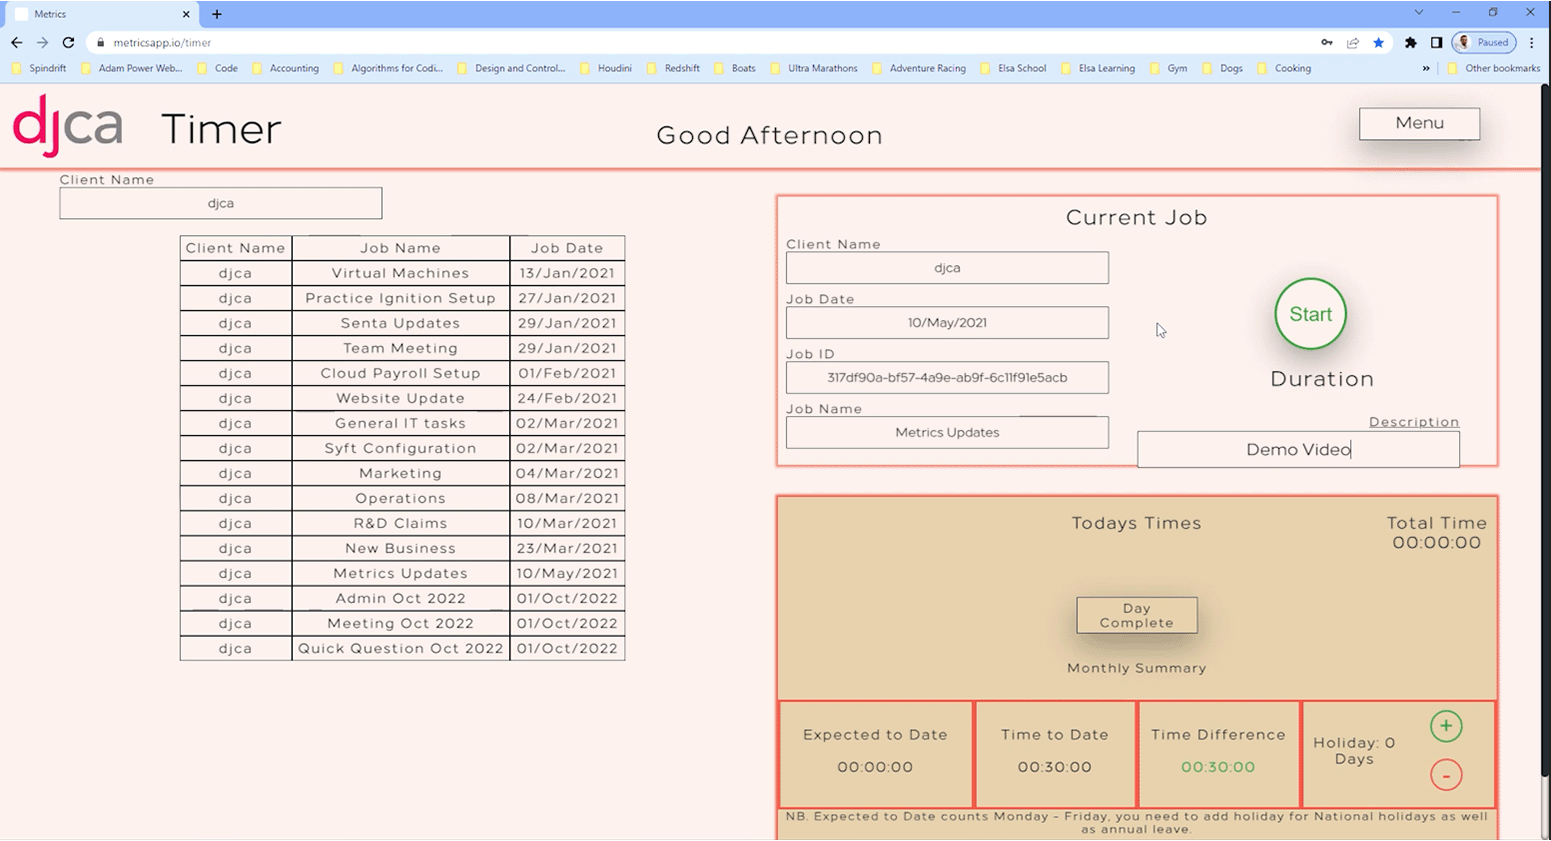 Metrics
metricsapp.io/timer
Paused
Spindrift
Adam Power Web...
Code
Accounting
Algorithms for Codi...
Design and Control...
Houdini
Redshift
Boats
Ultra Marathons
Adventure Racing
Elsa School
Elsa Learning
Gym
Dogs
Cooking
»
Other bookmarks
djca
Timer
Good Afternoon
Menu
Client Name
djca
Client Name Job Name Job Date
djca Virtual Machines 13/Jan/2021
djca Practice Ignition Setup 27/Jan/2021
djca Senta Updates 29/Jan/2021
djca Team Meeting 29/Jan/2021
djca Cloud Payroll Setup 01/Feb/2021
djca Website Update 24/Feb/2021
djca General IT tasks 02/Mar/2021
djca Syft Configuration 02/Mar/2021
djca Marketing 04/Mar/2021
djca Operations 08/Mar/2021
djca R&D Claims 10/Mar/2021
djca New Business 23/Mar/2021
djca Metrics Updates 10/May/2021
djca Admin Oct 2022 01/Oct/2022
djca Meeting Oct 2022 01/Oct/2022
djca Quick Question Oct 2022 01/Oct/2022
Current Job
Client Name
djca
Job Date
10/May/2021
Job ID
317df90a-bf57-4a9e-ab9f-6c11f91e5acb
Job Name
Metrics Updates
Start
Duration
Description
Demo Video
Todays Times
Total Time
00:00:00
Day
Complete
Monthly Summary
Expected to Date
00:00:00
Time to Date
00:30:00
Time Difference
00:30:00
Holiday: 0
Days
+
-
NB. Expected to Date counts Monday - Friday, you need to add holiday for National holidays as well
as annual leave.